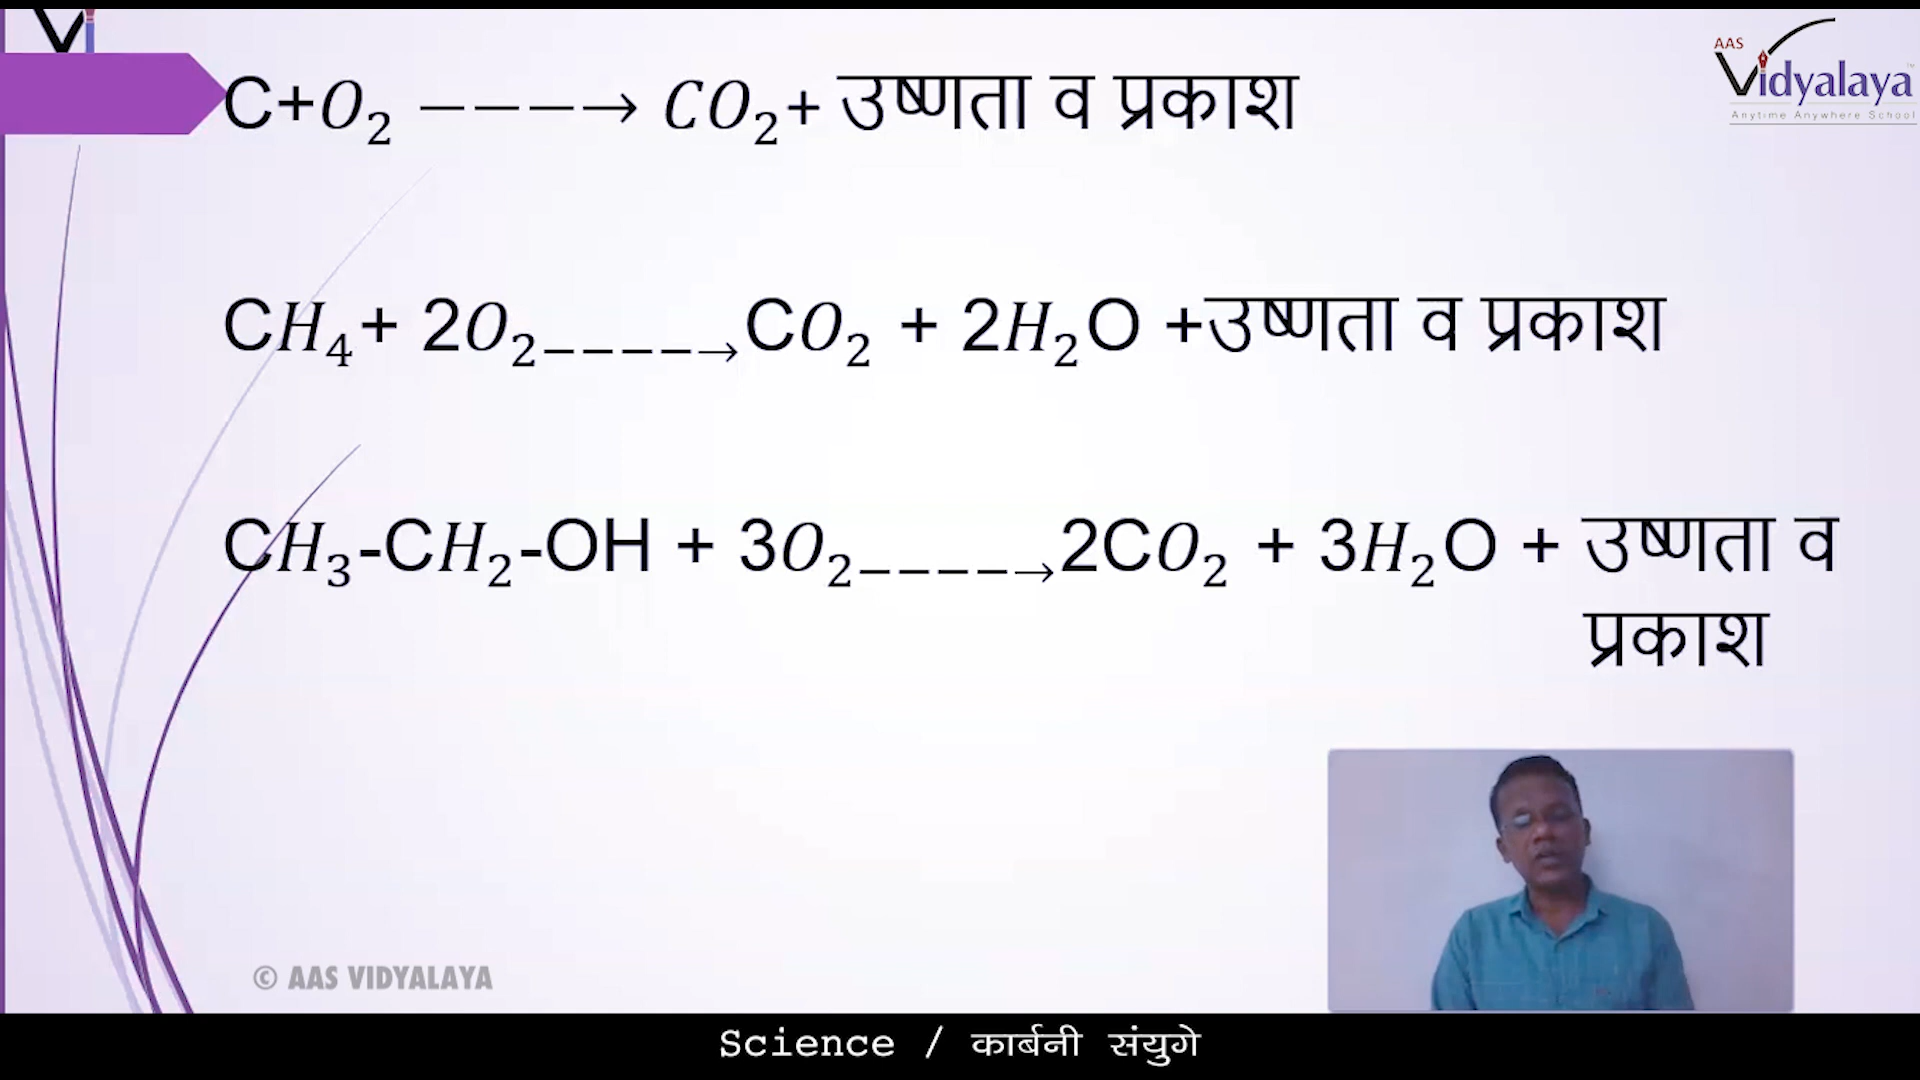 AAS
Vidyalaya
Anytime Anywhere School
C+O₂ ----→ CO₂+ उष्णता व प्रकाश
CH₄+ 2O₂----→CO₂ + 2H₂O +उष्णता व प्रकाश
CH₃-CH₂-OH + 3O₂----→2CO₂ + 3H₂O + उष्णता व
प्रकाश
© AAS VIDYALAYA
Science / कार्बनी संयुगे